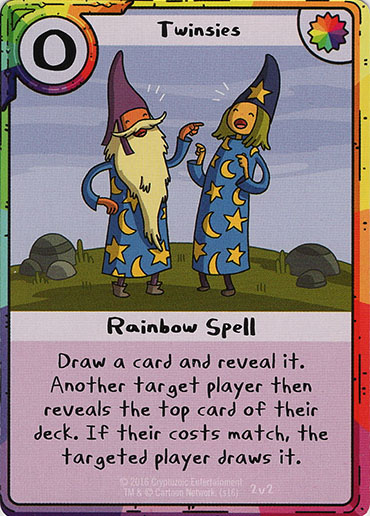 Twinsies
0
Rainbow Spell
Draw a card and reveal it.
Another target player then
reveals the top card of their
deck. If their costs match, the
targeted player draws it.
© 2016 Cryptozoic Entertainment
TM & © Cartoon Network. (s16)
2v2